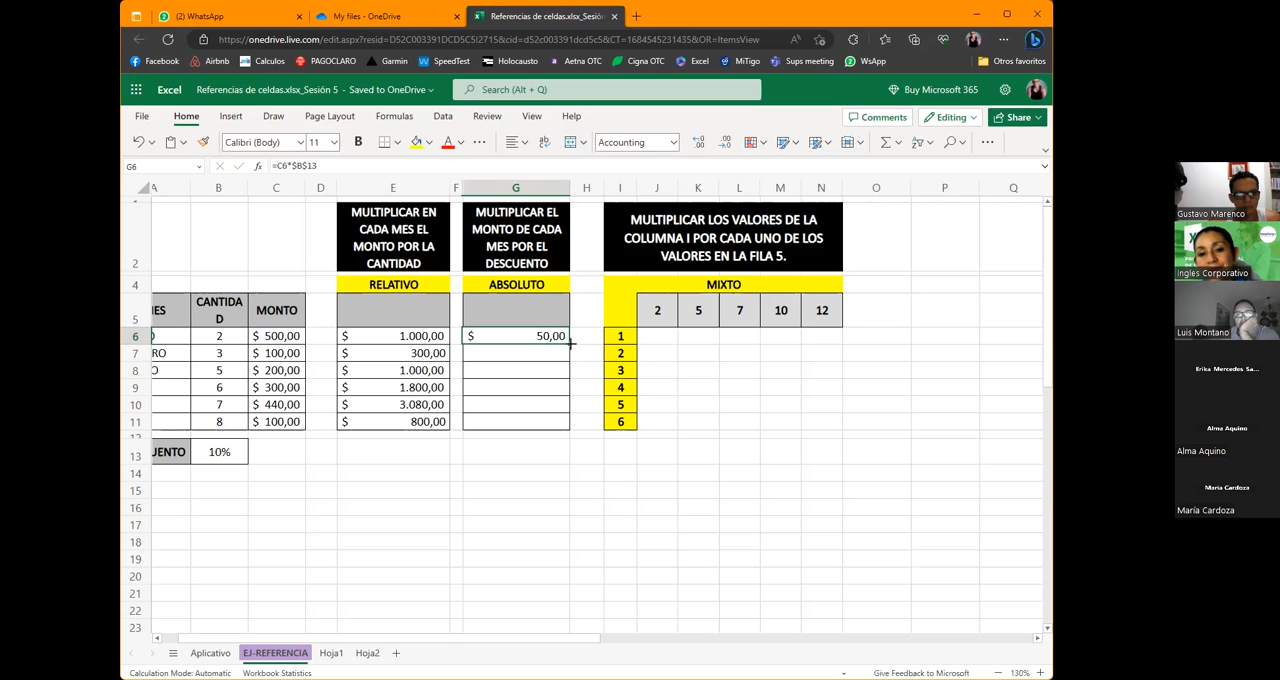 (2) WhatsApp
My files - OneDrive
Referencias de celdas.xlsx_Sesión
https://onedrive.live.com/edit.aspx?resid=D52C003391DCD5C5!2715&cid=d52c003391dcd5c5&CT=1684545231435&OR=ItemsView
Facebook Airbnb Calculos PAGOCLARO Garmin SpeedTest Holocausto Aetna OTC Cigna OTC Excel MiTigo Sups meeting WsApp Otros favoritos
Excel Referencias de celdas.xlsx_Sesión 5 - Saved to OneDrive Search (Alt + Q) Buy Microsoft 365
File Home Insert Draw Page Layout Formulas Data Page Review View Help Comments Editing Share
Calibri (Body) 11 B A Accounting
G6 fx =C6*$B$13
A B C D E F G H I J K L M N O P Q
MULTIPLICAR EN
CADA MES EL
MONTO POR LA
CANTIDAD
MULTIPLICAR EL
MONTO DE CADA
MES POR EL
DESCUENTO
MULTIPLICAR LOS VALORES DE LA
COLUMNA I POR CADA UNO DE LOS
VALORES EN LA FILA 5.
2
4 RELATIVO ABSOLUTO MIXTO
5 ES CANTIDA
D MONTO 2 5 7 10 12
6 O 2 $ 500,00 $ 1.000,00 $ 50,00 1
7 RO 3 $ 100,00 $ 300,00 2
8 O 5 $ 200,00 $ 1.000,00 3
9 6 $ 300,00 $ 1.800,00 4
10 7 $ 440,00 $ 3.080,00 5
11 8 $ 100,00 $ 800,00 6
12
13 UENTO 10%
14
15
16
17
18
19
20
21
22
23
Aplicativo EJ-REFERENCIA Hoja1 Hoja2
Calculation Mode: Automatic Workbook Statistics Give Feedback to Microsoft 130%
Gustavo Marenco
Ingles Corporativo
Luis Montano
Erika Mercedes Sa...
Alma Aquino
Alma Aquino
María Cardoza
María Cardoza